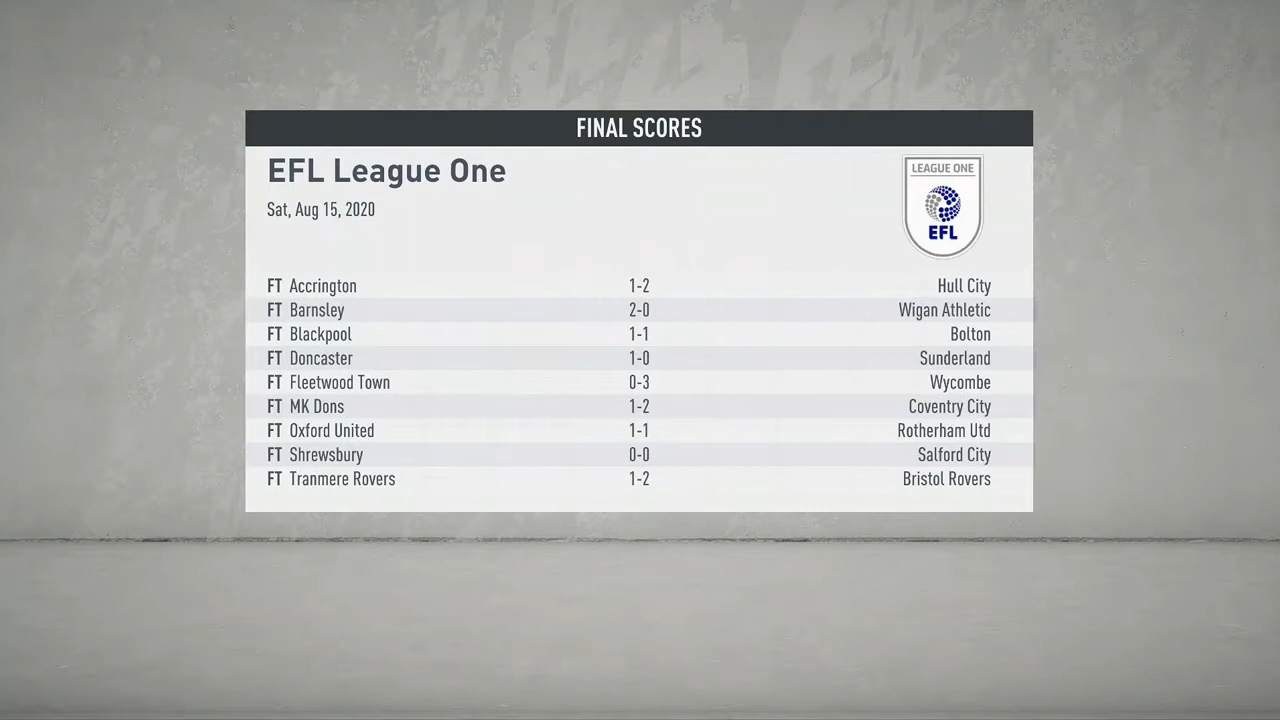 FINAL SCORES
EFL League One
Sat, Aug 15, 2020
LEAGUE ONE
EFL
FT Accrington 1-2 Hull City
FT Barnsley 2-0 Wigan Athletic
FT Blackpool 1-1 Bolton
FT Doncaster 1-0 Sunderland
FT Fleetwood Town 0-3 Wycombe
FT MK Dons 1-2 Coventry City
FT Oxford United 1-1 Rotherham Utd
FT Shrewsbury 0-0 Salford City
FT Tranmere Rovers 1-2 Bristol Rovers